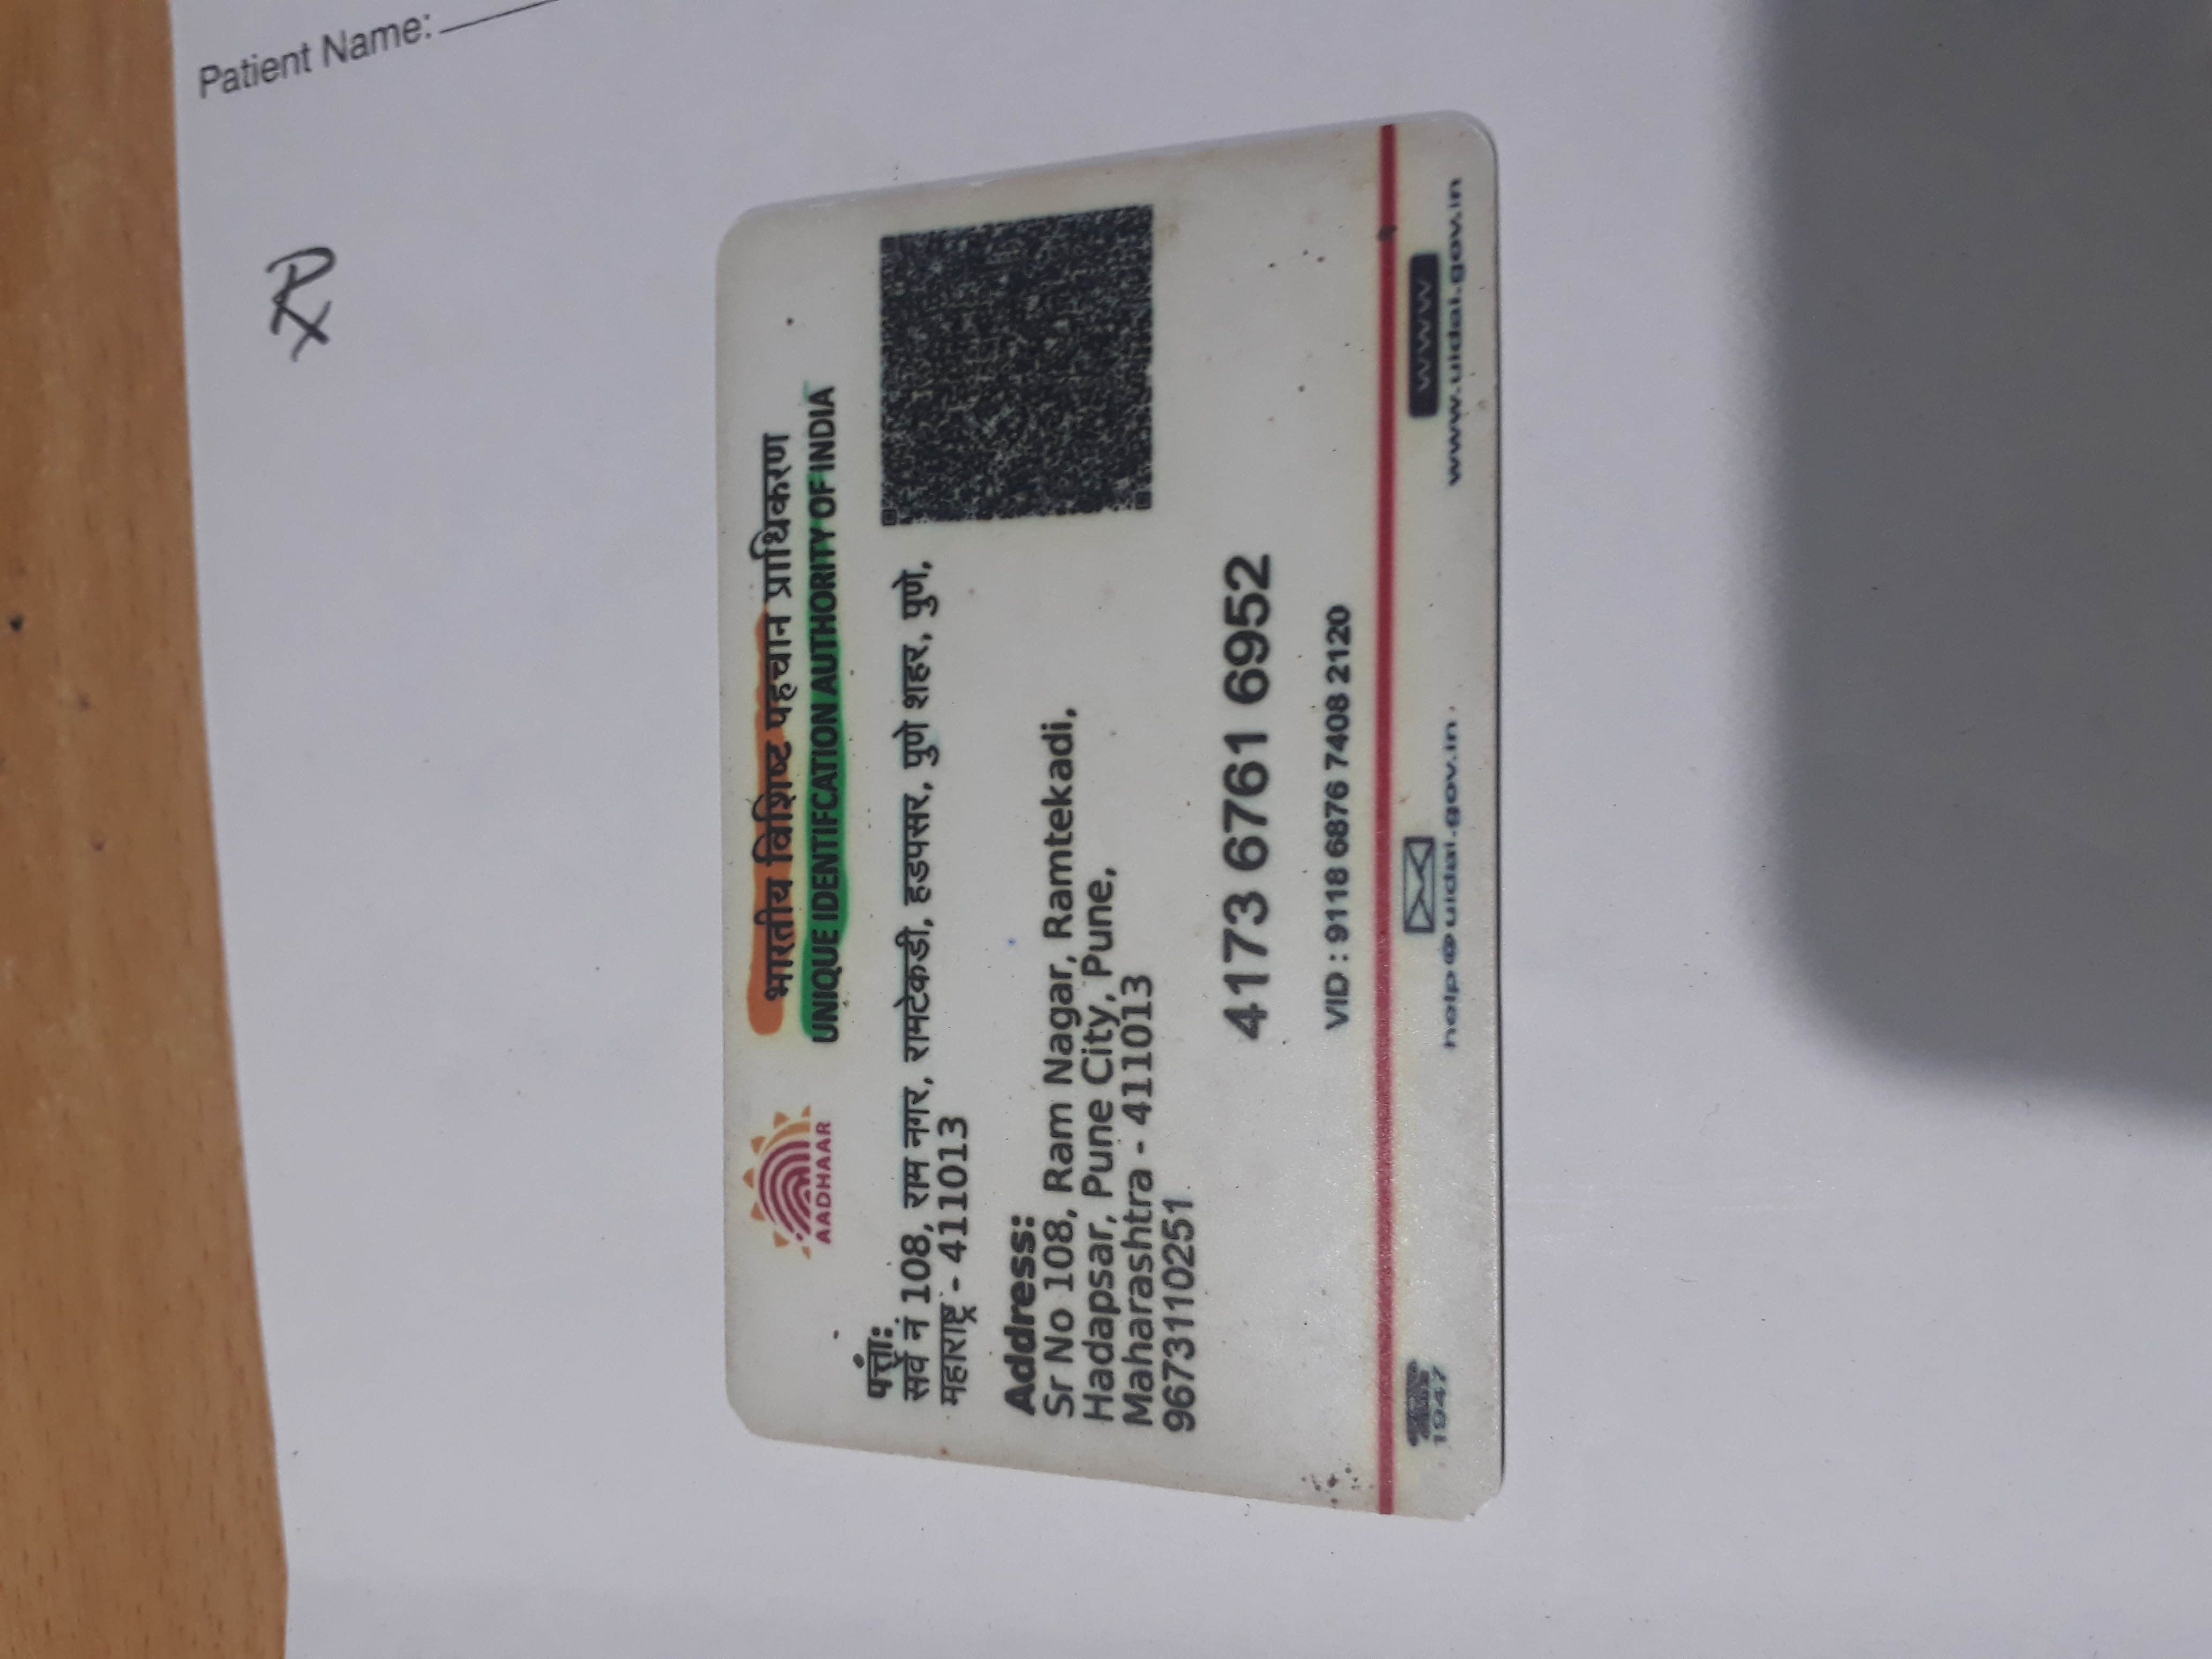 Patient Name:
Rx
भारतीय विशिष्ट पहचान प्राधिकरण
UNIQUE IDENTIFCATION AUTHORITY OF INDIA
AADHAAR
पत्ता:
सर्वे नं 108, राम नगर, रामटेकडी, हडपसर, पुणे शहर, पुणे,
महाराष्ट्र - 411013
Address:
Sr No 108, Ram Nagar, Ramtekadi,
Hadapsar, Pune City, Pune,
Maharashtra - 411013
9673110251
4173 6761 6952
VID : 9118 6876 7408 2120
1947
help@uidai.gov.in
WWW
www.uidai.gov.in